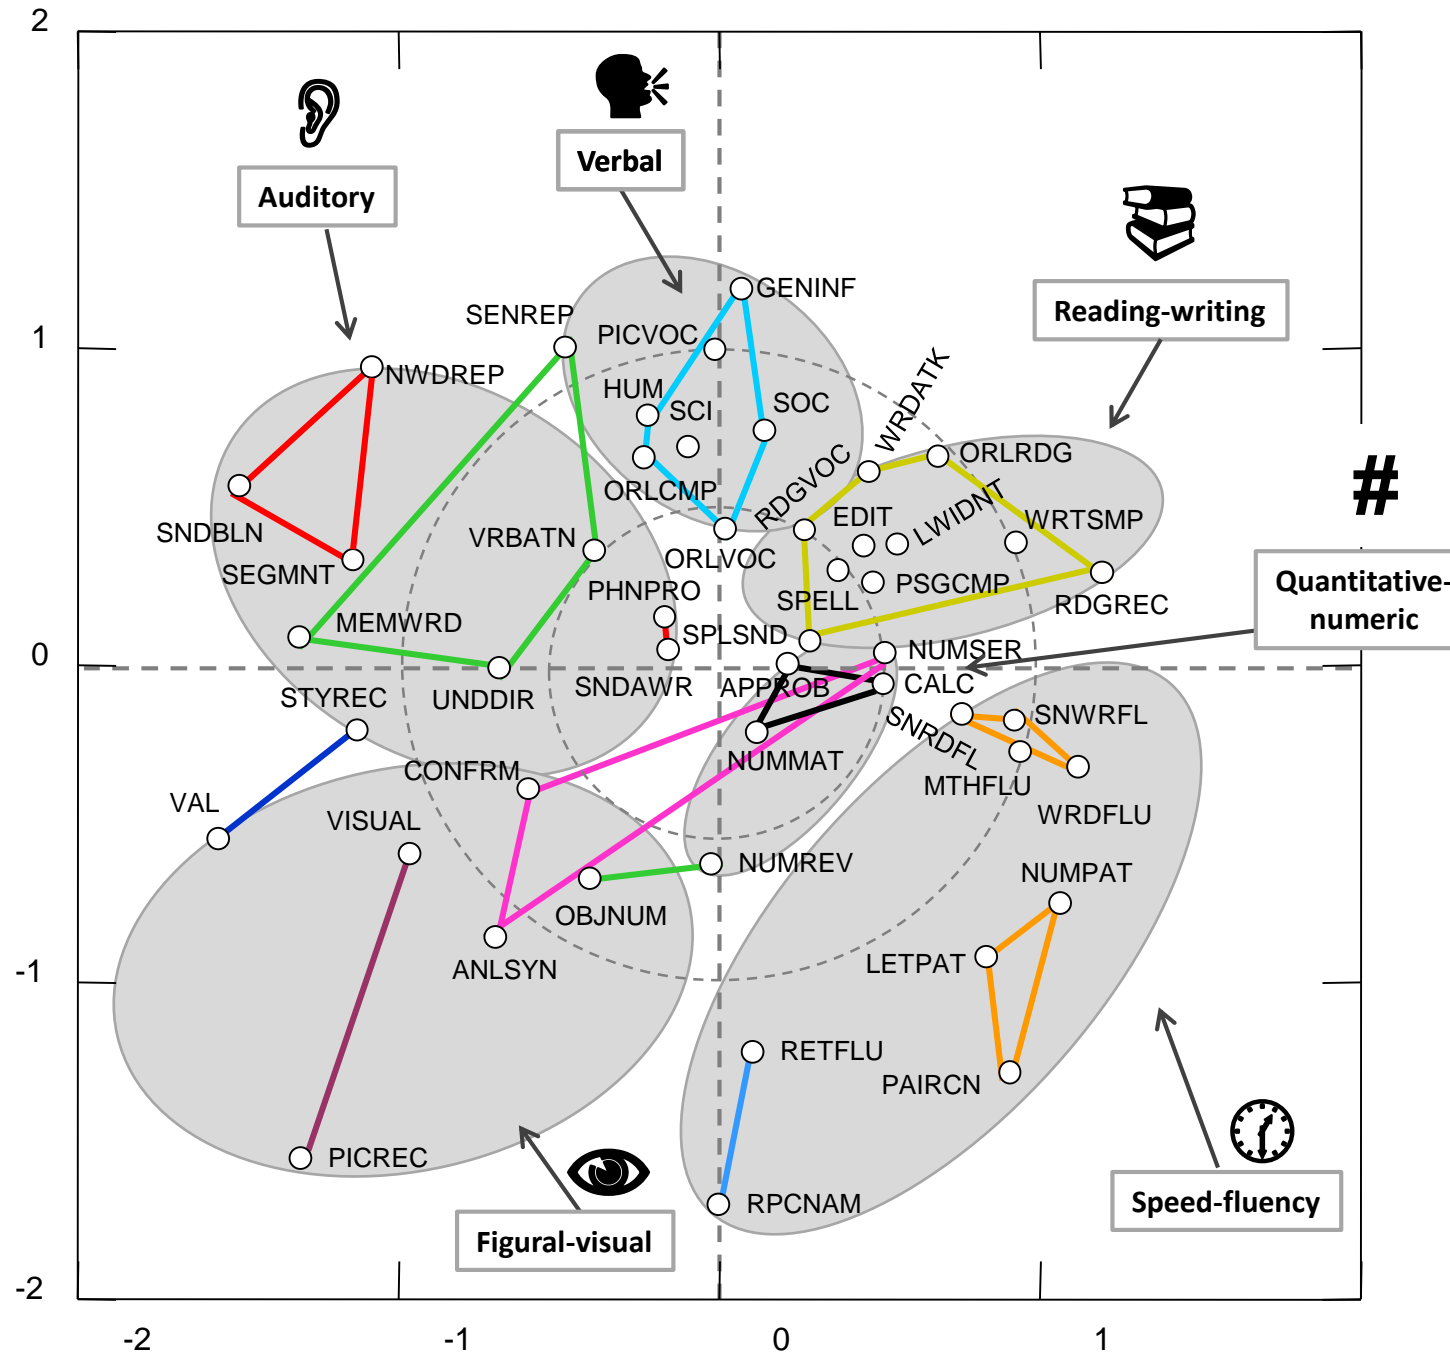 2
Verbal
Auditory
GENINF
Reading-writing
SENREP
PICVOC
1
NWDREP
WRDATK
HUM
SCI
SOC
ORLRDG
#
RDGVOC
ORLCMP
LWIDNT
EDIT
WRTSMP
SNDBLN
VRBATN
ORLVOC
SEGMNT
PHNPRO
PSGCMP
SPELL
RDGREC
Quantitative-
numeric
MEMWRD
SPLSND
NUMSER
0
STYREC
UNDDIR
SNDAWR
APPROB
CALC
SNWRFL
SNRDFL
CONFRM
NUMMAT
MTHFLU
VAL
VISUAL
WRDFLU
NUMREV
NUMPAT
OBJNUM
LETPAT
ANLSYN
-1
RETFLU
PAIRCN
PICREC
RPCNAM
Speed-fluency
Figural-visual
-2
-2
-1
0
1